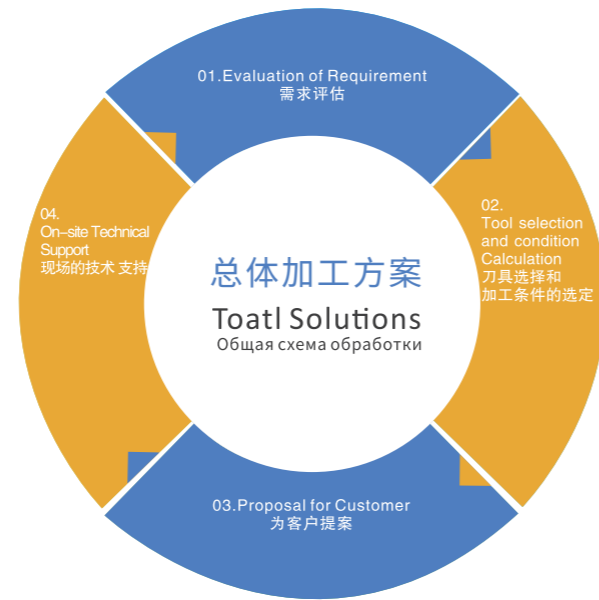 01.Evaluation of Requirement
需求评估
02.
Tool selection
and condition
Calculation
刀具选择和
加工条件的选定
03.Proposal for Customer
为客户提案
04.
On-site Technical
Support
现场的技术 支持
总体加工方案
Toatl Solutions
Общая схема обработки